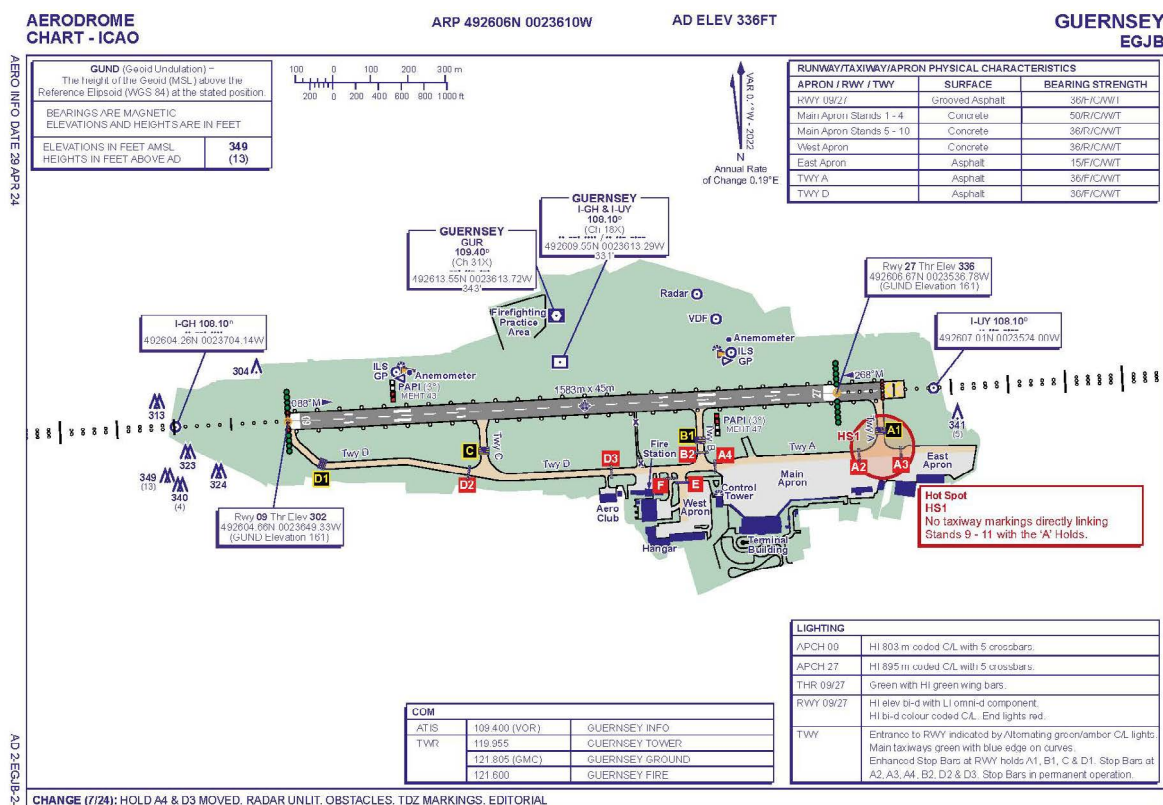 AERODROME
CHART - ICAO
ARP 492606N 0023610W
AD ELEV 336FT
GUERNSEY
EGJB
AERO INFO DATE 29 APR 24
GUND (Geoid Undulation) =
The height of the Geoid (MSL) above the
Reference Elipsoid (WGS 84) at the stated position.
BEARINGS ARE MAGNETIC
ELEVATIONS AND HEIGHTS ARE IN FEET
ELEVATIONS IN FEET AMSL 349
HEIGHTS IN FEET ABOVE AD (13)
100 0 100 200 300 m
200 0 200 400 600 800 1000 ft
VAR 0.
°W - 2022
N
Annual Rate
of Change 0.19°E
RUNWAY/TAXIWAY/APRON PHYSICAL CHARACTERISTICS
APRON / RWY / TWY SURFACE BEARING STRENGTH
RWY 09/27 Grooved Asphalt 36/F/C/W/T
Main Apron Stands 1 - 4 Concrete 50/R/C/W/T
Main Apron Stands 5 - 10 Concrete 36/R/C/W/T
West Apron Concrete 36/R/C/W/T
East Apron Asphalt 15/F/C/W/T
TWY A Asphalt 36/F/C/W/T
TWY D Asphalt 36/F/C/W/T
GUERNSEY
I-GH & I-UY
108.10D
(Ch 18X)
492609.55N 0023613.29W
331'
GUERNSEY
GUR
109.40D
(Ch 31X)
492613.55N 0023613.72W
343'
Rwy 27 Thr Elev 336
492606.67N 0023536.78W
(GUND Elevation 161)
I-GH 108.10D
492604.26N 0023704.14W
I-UY 108.10D
492607.01N 0023524.00W
Firefighting
Practice
Area
Radar
VDF
Anemometer
ILS
GP
304
ILS
GP
Anemometer
PAPI (3°)
MEHT 43
088°M
1583m x 45m
268°M
09
27
313
323
349
(13)
340
(4)
324
341
(5)
PAPI (3°)
MEHT 47
HS1
Twy A
A1
A2
A3
A4
Twy A
B1
B2
Twy B
Twy C
C
Twy D
Twy D
D1
D2
D3
Fire
Station
F
E
Control
Tower
Main
Apron
East
Apron
West
Apron
Aero
Club
Hangar
Terminal
Building
Rwy 09 Thr Elev 302
492604.66N 0023649.33W
(GUND Elevation 161)
Hot Spot
HS1
No taxiway markings directly linking
Stands 9 - 11 with the 'A' Holds.
LIGHTING
APCH 09 HI 803 m coded C/L with 5 crossbars.
APCH 27 HI 895 m coded C/L with 5 crossbars.
THR 09/27 Green with HI green wing bars.
RWY 09/27 HI elev bi-d with LI omni-d component.
HI bi-d colour coded C/L. End lights red.
TWY Entrance to RWY indicated by Alternating green/amber C/L lights.
Main taxiways green with blue edge on curves.
Enhanced Stop Bars at RWY holds A1, B1, C & D1. Stop Bars at
A2, A3, A4, B2, D2 & D3. Stop Bars in permanent operation.
COM
ATIS 109.400 (VOR) GUERNSEY INFO
TWR 119.955 GUERNSEY TOWER
121.805 (GMC) GUERNSEY GROUND
121.600 GUERNSEY FIRE
AD 2-EGJB-2-
CHANGE (7/24): HOLD A4 & D3 MOVED. RADAR UNLIT. OBSTACLES. TDZ MARKINGS. EDITORIAL